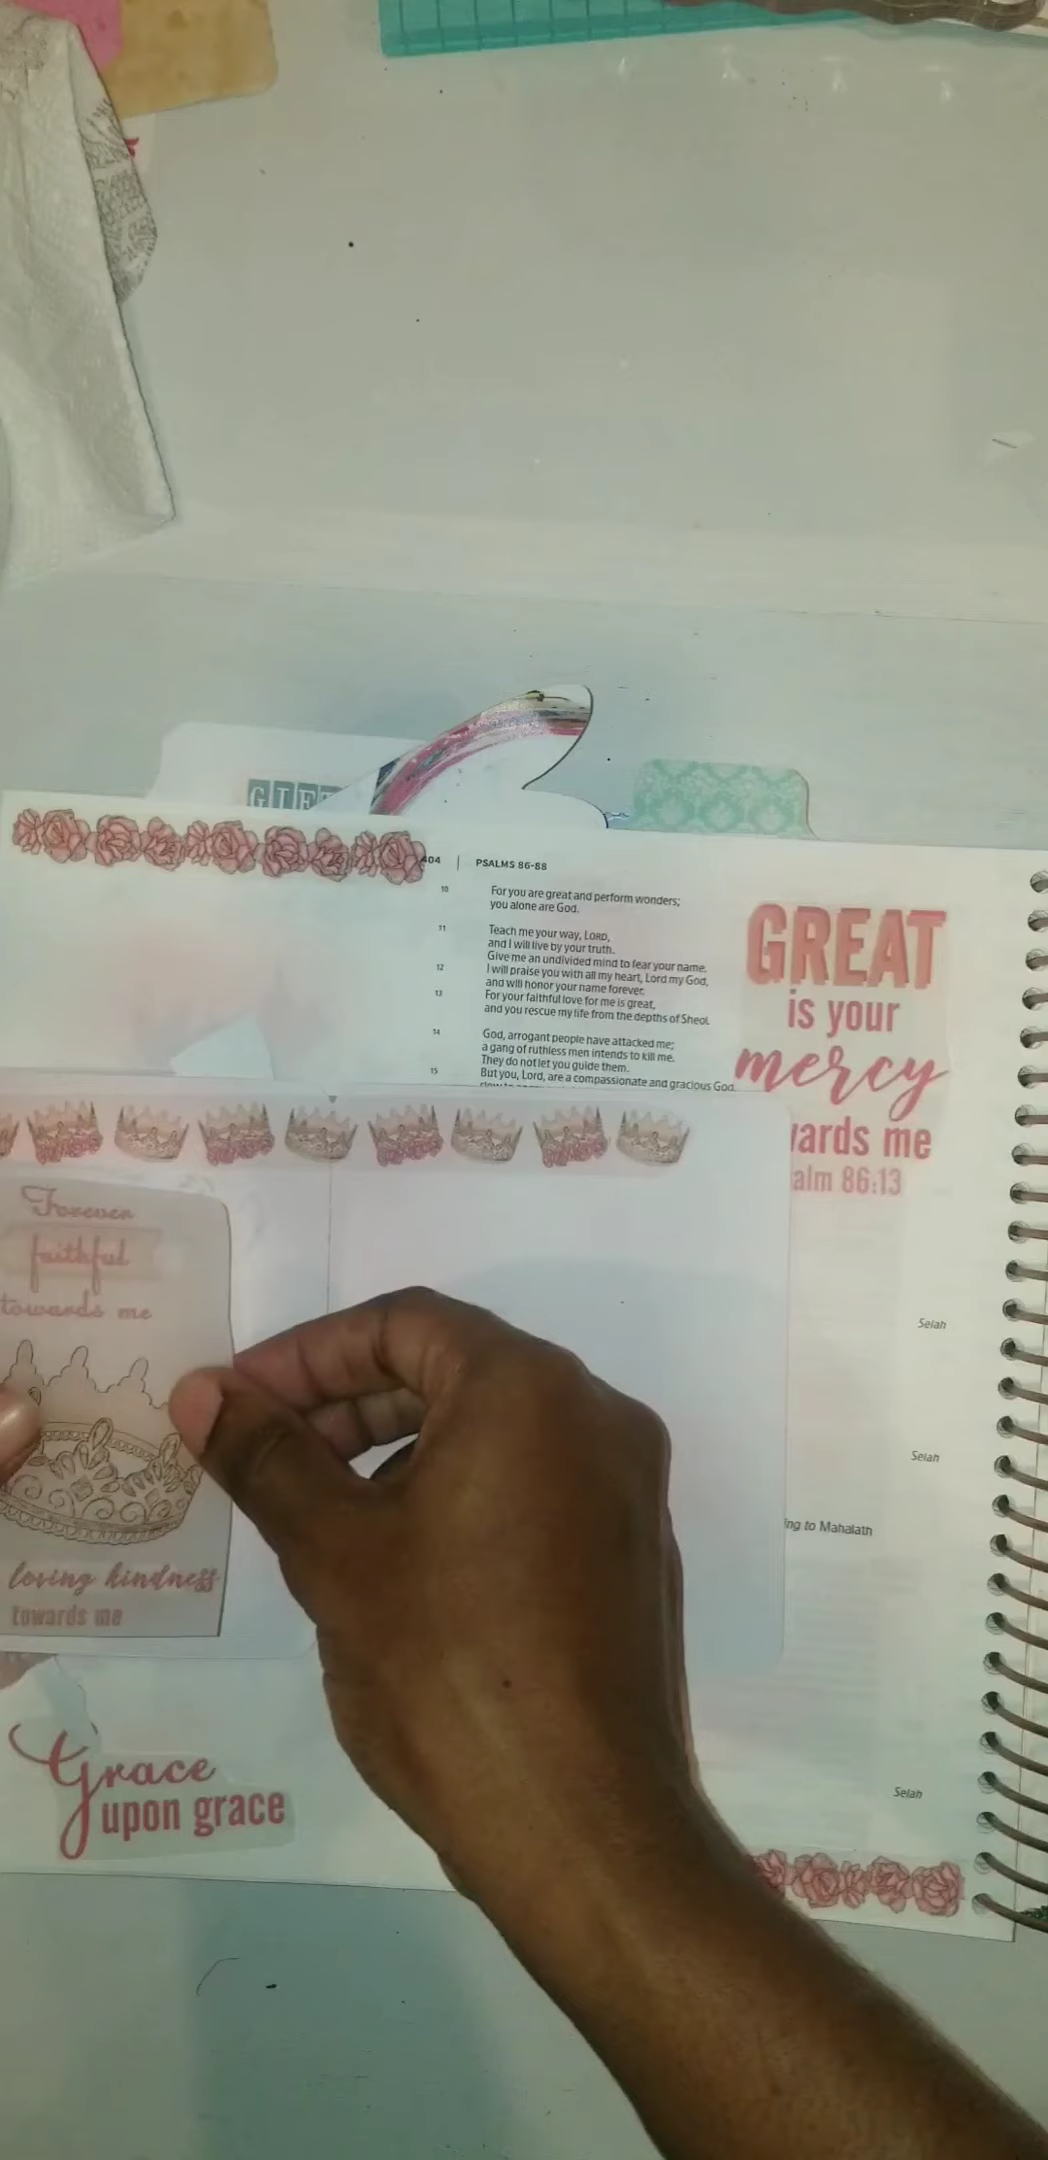 404 | PSALMS 86-88
10 For you are great and perform wonders;
you alone are God.
11 Teach me your way, LORD,
and I will live by your truth.
Give me an undivided mind to fear your name.
12 I will praise you with all my heart, Lord my God,
and will honor your name forever.
13 For your faithful love for me is great,
and you rescue my life from the depths of Sheol.
14 God, arrogant people have attacked me;
a gang of ruthless men intends to kill me.
They do not let you guide them.
15 But you, Lord, are a compassionate and gracious God,
GREAT
is your
mercy
wards me
alm 86:13
Forever
faithful
towards me
loving kindness
towards me
Selah
Selah
ing to Mahalath
Selah
Grace
upon grace